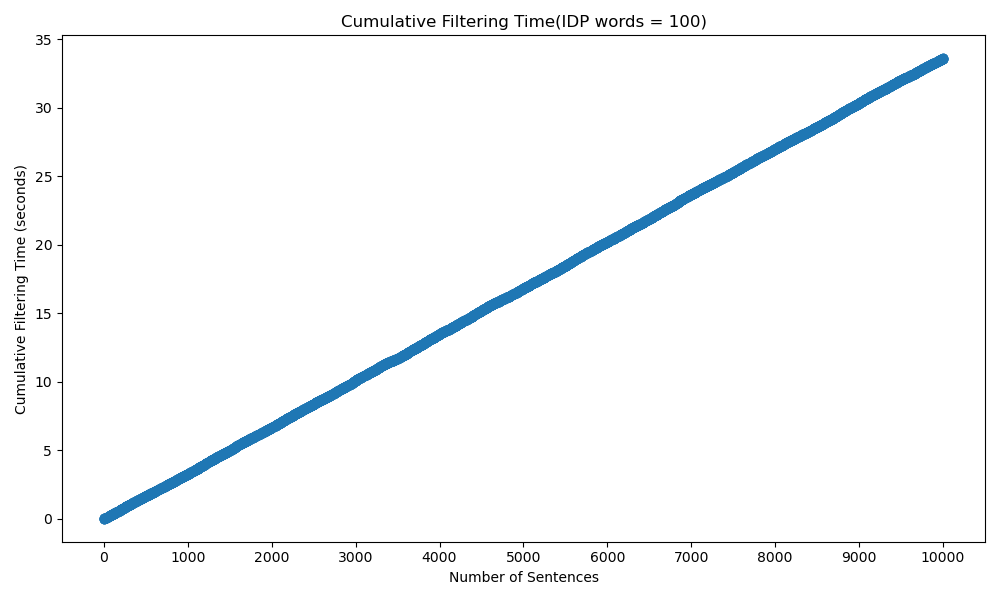 Cumulative Filtering Time(IDP words = 100)
35
30
25
20
15
10
5
0
Cumulative Filtering Time (seconds)
0 1000 2000 3000 4000 5000 6000 7000 8000 9000 10000
Number of Sentences